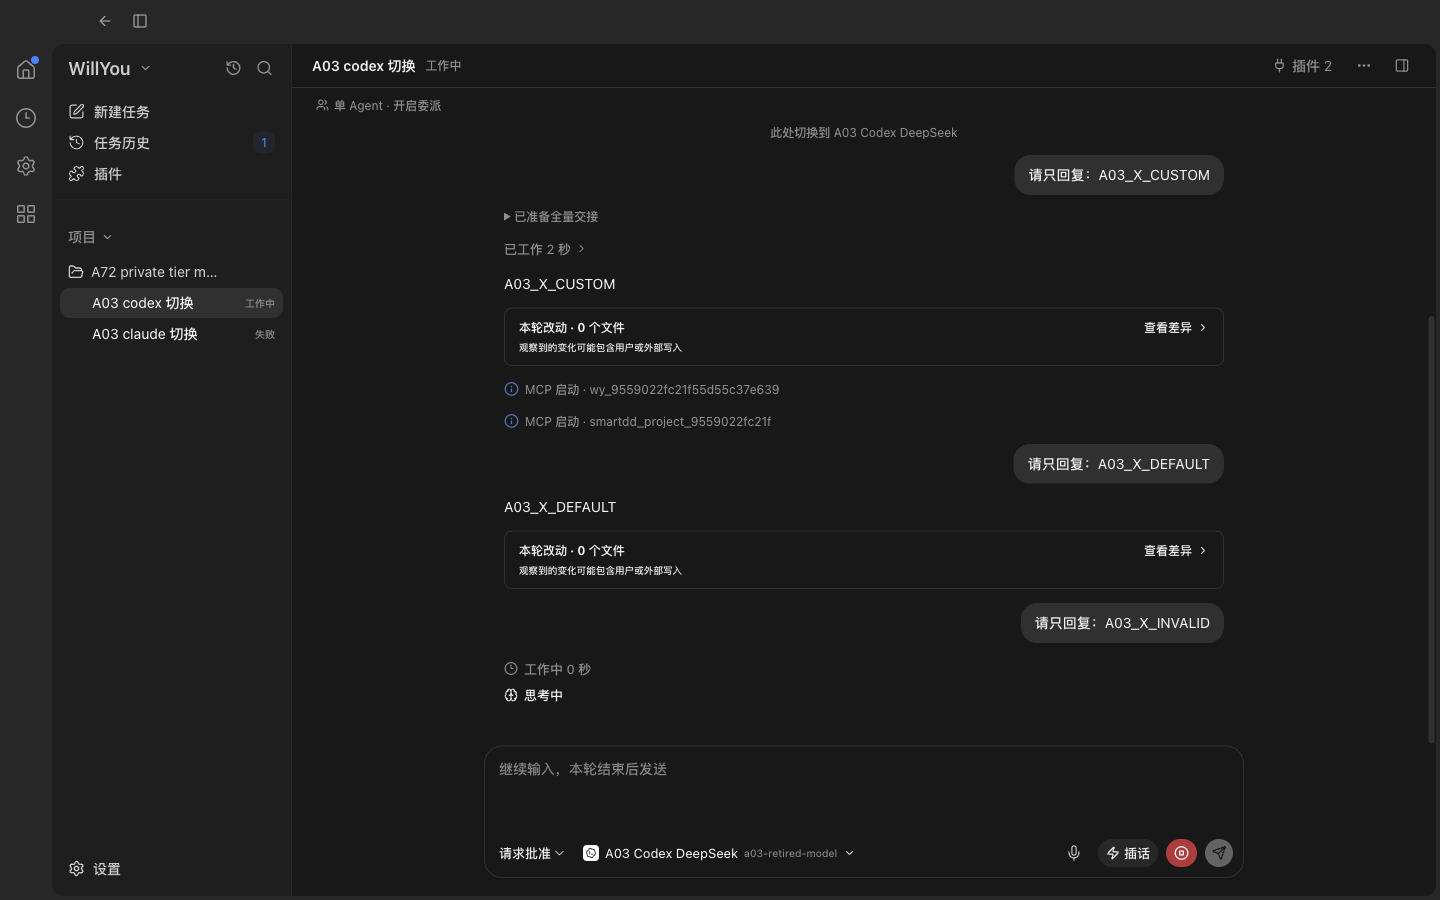 WillYou
新建任务
任务历史
1
插件
项目
A72 private tier m...
A03 codex 切换
工作中
A03 claude 切换
失败
设置
A03 codex 切换
工作中
插件 2
单 Agent · 开启委派
此处切换到 A03 Codex DeepSeek
请只回复：A03_X_CUSTOM
已准备全量交接
已工作 2 秒
A03_X_CUSTOM
本轮改动 · 0 个文件
查看差异
观察到的变化可能包含用户或外部写入
MCP 启动 · wy_9559022fc21f55d55c37e639
MCP 启动 · smartdd_project_9559022fc21f
请只回复：A03_X_DEFAULT
A03_X_DEFAULT
本轮改动 · 0 个文件
查看差异
观察到的变化可能包含用户或外部写入
请只回复：A03_X_INVALID
工作中 0 秒
思考中
继续输入，本轮结束后发送
请求批准
A03 Codex DeepSeek a03-retired-model
插话